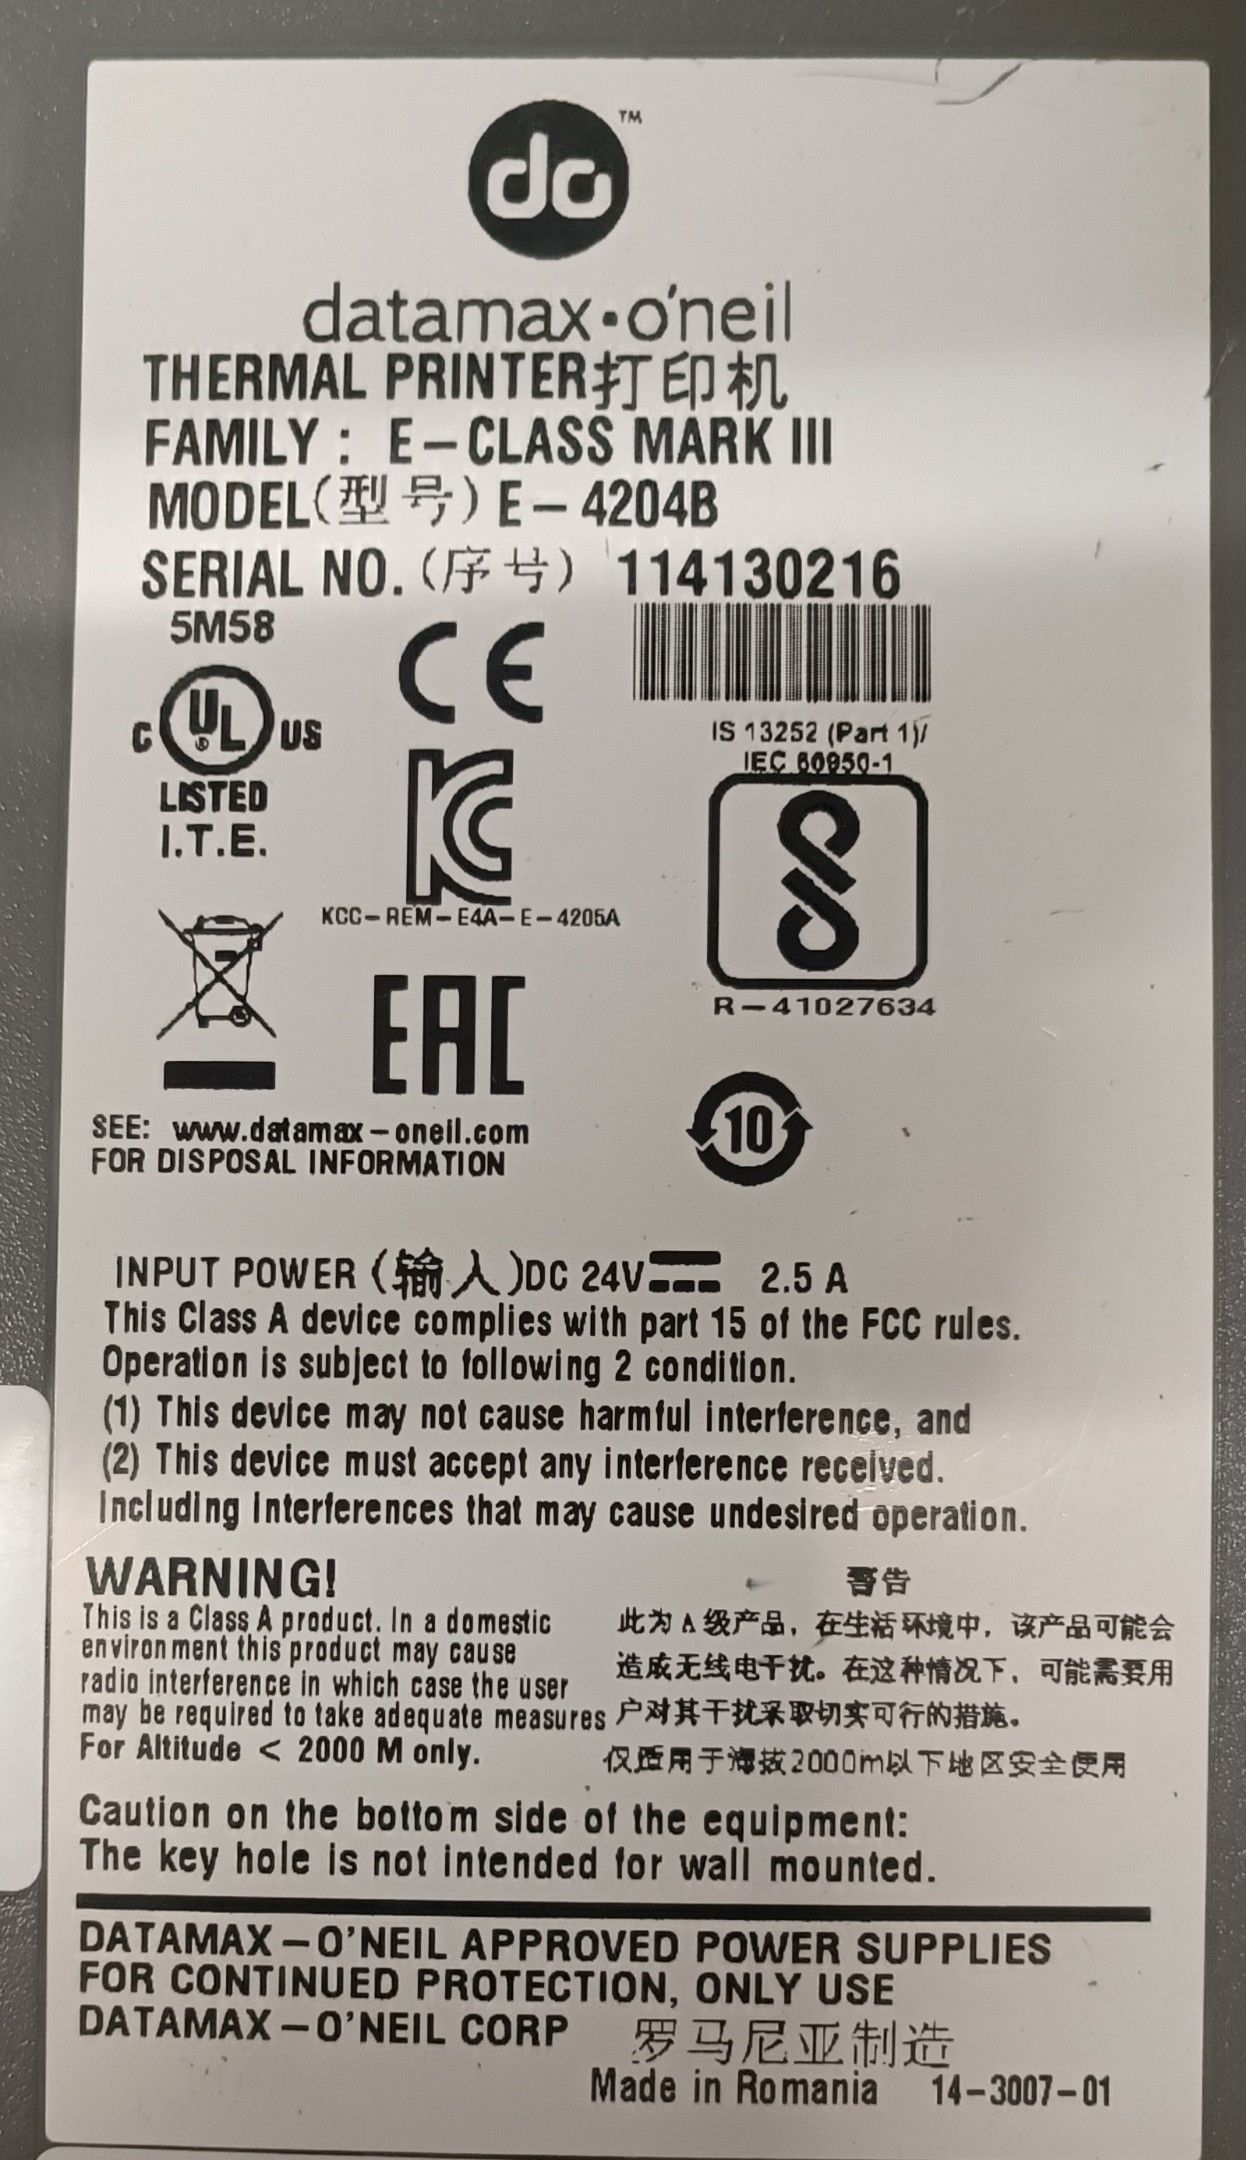 do™
datamax·o'neil
THERMAL PRINTER打印机
FAMILY : E-CLASS MARK III
MODEL(型号) E-4204B
SERIAL NO.(序号) 114130216
5M58
CE
C UL® US
LISTED
I.T.E.
IS 13252 (Part 1)/
IEC 60950-1
KC
KCC-REM-E4A-E-4205A
R-41027634
EAC
10
SEE: www.datamax-oneil.com
FOR DISPOSAL INFORMATION
INPUT POWER (输入)DC 24V⎓ 2.5 A
This Class A device complies with part 15 of the FCC rules.
Operation is subject to following 2 condition.
(1) This device may not cause harmful interference, and
(2) This device must accept any interference received.
Including Interferences that may cause undesired operation.
WARNING!
This is a Class A product. In a domestic
environment this product may cause
radio interference in which case the user
may be required to take adequate measures
For Altitude < 2000 M only.
警告
此为 A 级产品，在生活环境中，该产品可能会
造成无线电干扰。在这种情况下，可能需要用
户对其干扰采取切实可行的措施。
仅适用于海拔2000m以下地区安全使用
Caution on the bottom side of the equipment:
The key hole is not intended for wall mounted.
DATAMAX-O'NEIL APPROVED POWER SUPPLIES
FOR CONTINUED PROTECTION, ONLY USE
DATAMAX-O'NEIL CORP 罗马尼亚制造
Made in Romania 14-3007-01